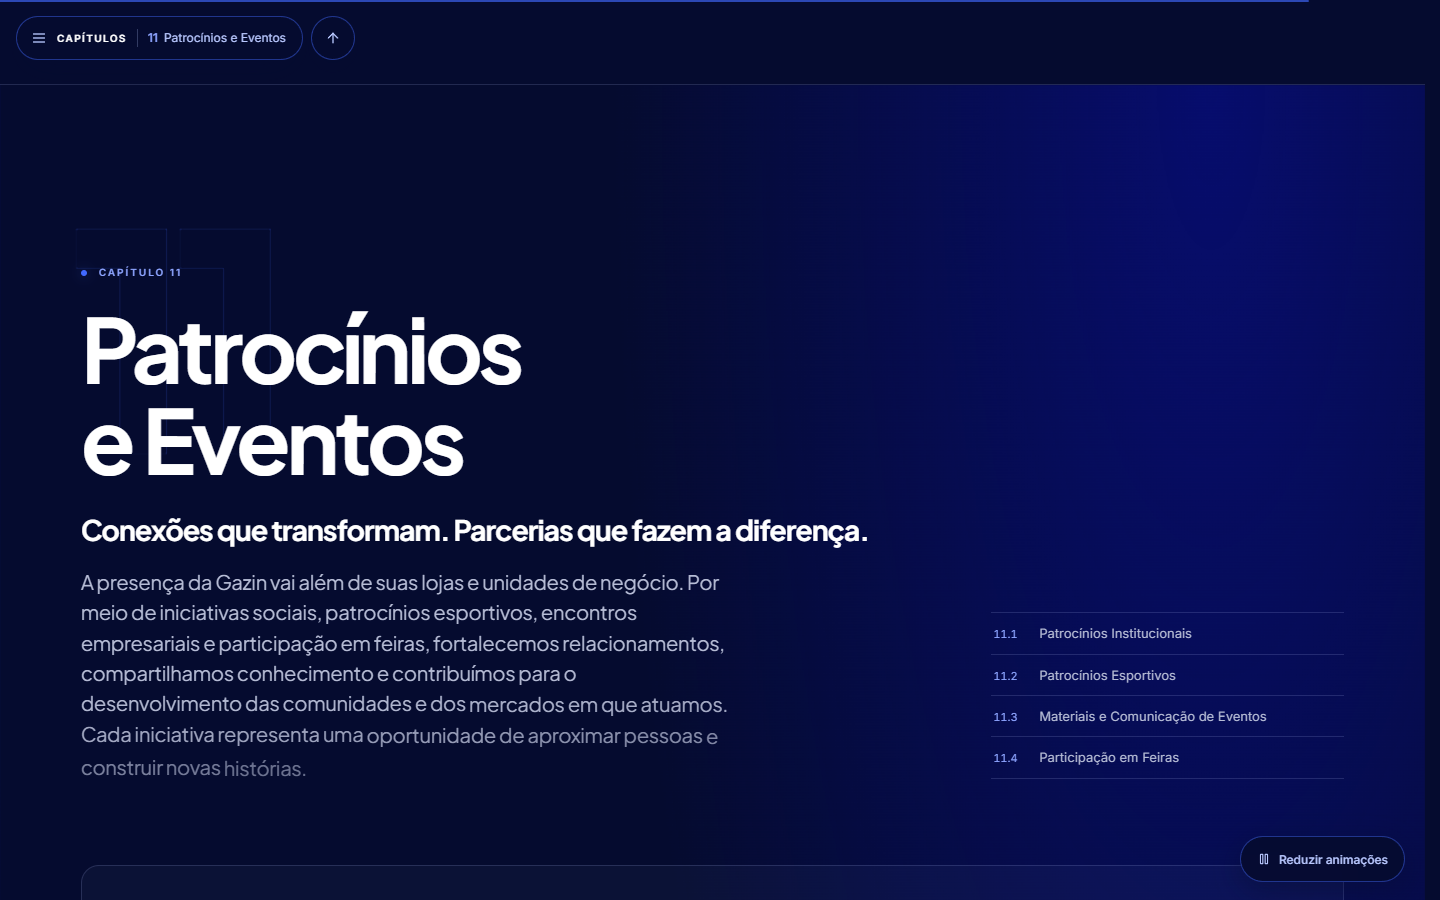 CAPÍTULOS
11 Patrocínios e Eventos
11
CAPÍTULO 11
Patrocínios
e Eventos
Conexões que transformam. Parcerias que fazem a diferença.
A presença da Gazin vai além de suas lojas e unidades de negócio. Por
meio de iniciativas sociais, patrocínios esportivos, encontros
empresariais e participação em feiras, fortalecemos relacionamentos,
compartilhamos conhecimento e contribuímos para o
desenvolvimento das comunidades e dos mercados em que atuamos.
Cada iniciativa representa uma oportunidade de aproximar pessoas e
construir novas histórias.
11.1 Patrocínios Institucionais
11.2 Patrocínios Esportivos
11.3 Materiais e Comunicação de Eventos
11.4 Participação em Feiras
Reduzir animações